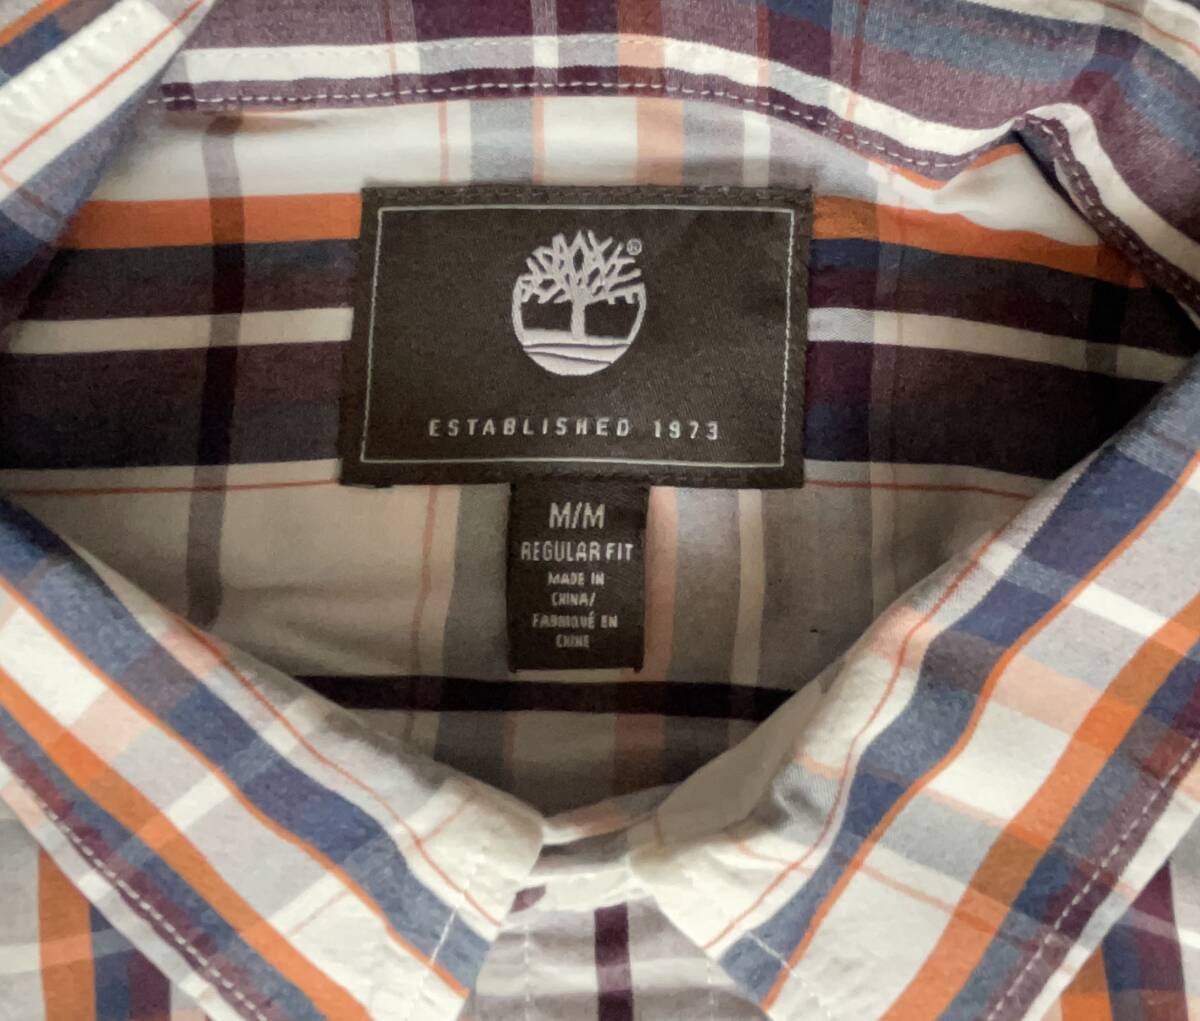 ®
ESTABLISHED 1973
M/M
REGULAR FIT
MADE IN
CHINA/
FABRIQUÉ EN
CHINE